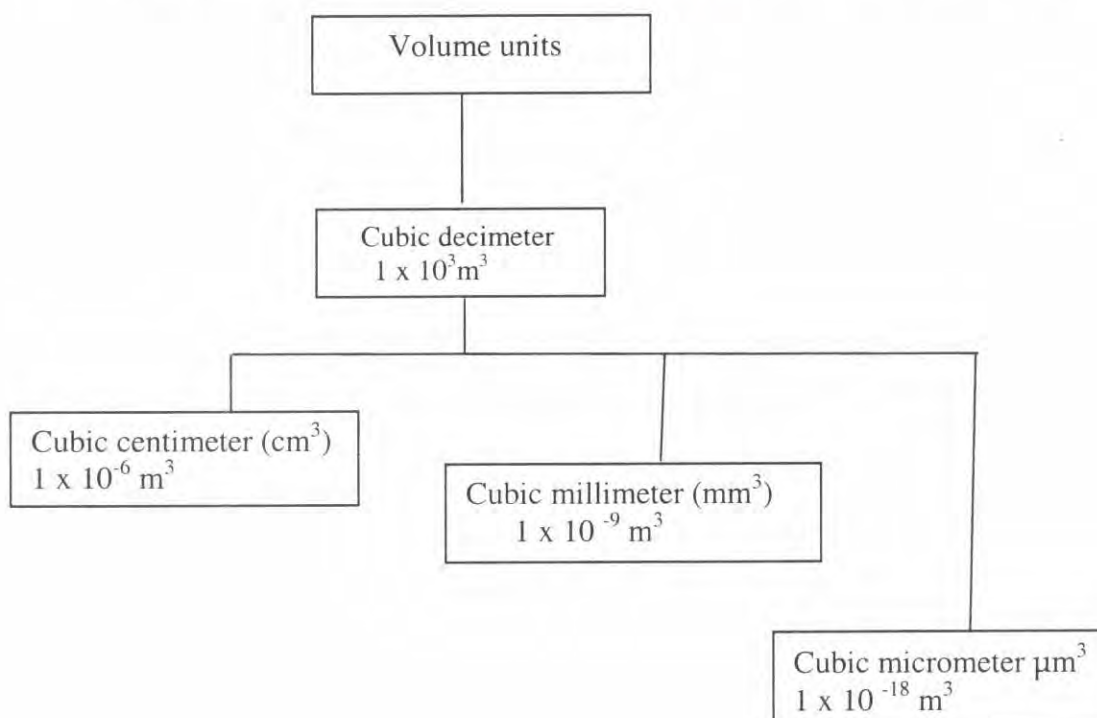 Volume units
Cubic decimeter
1 x 10³m³
Cubic centimeter (cm³)
1 x 10⁻⁶ m³
Cubic millimeter (mm³)
1 x 10 ⁻⁹ m³
Cubic micrometer µm³
1 x 10 ⁻¹⁸ m³